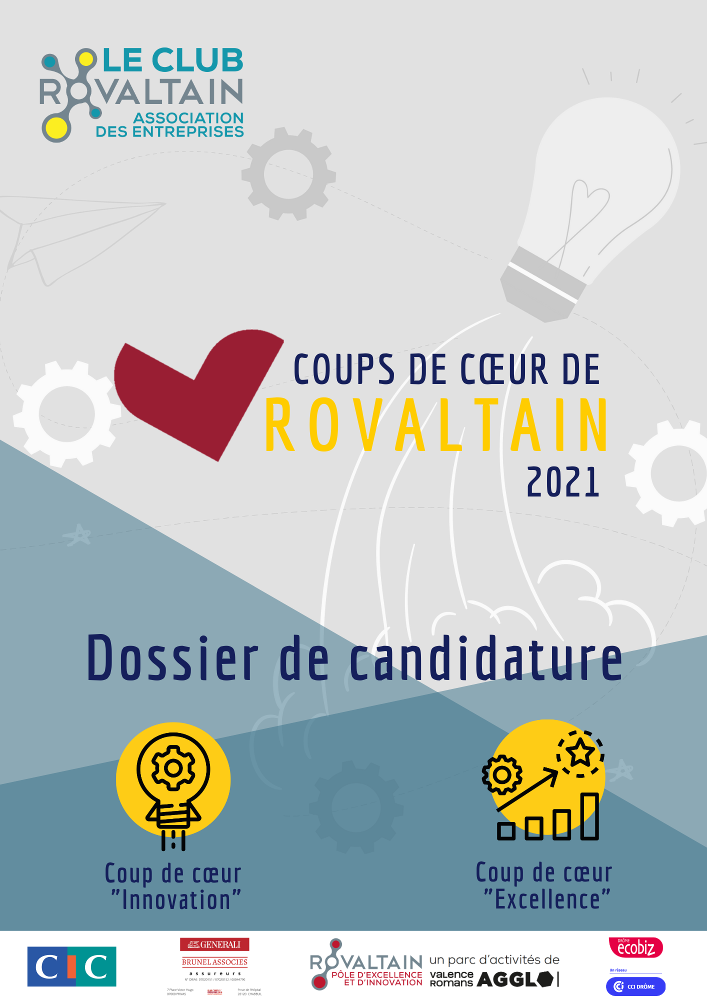 LE CLUB
ROVALTAIN
ASSOCIATION
DES ENTREPRISES
COUPS DE CŒUR DE
ROVALTAIN
2021
Dossier de candidature
Coup de cœur
"Innovation"
Coup de cœur
"Excellence"
CIC
GENERALI
BRUNEL ASSOCIES
assureurs
N° ORIAS 07020151 / 07020152 / 08044790
7 Place Victor Hugo
07000 PRIVAS
9 rue de l'Hôpital
26120 CHABEUIL
ROVALTAIN
PÔLE D'EXCELLENCE
ET D'INNOVATION
un parc d'activités de
valence
romans AGGLO
DRÔME
ecobiz
Un réseau
CCI DRÔME